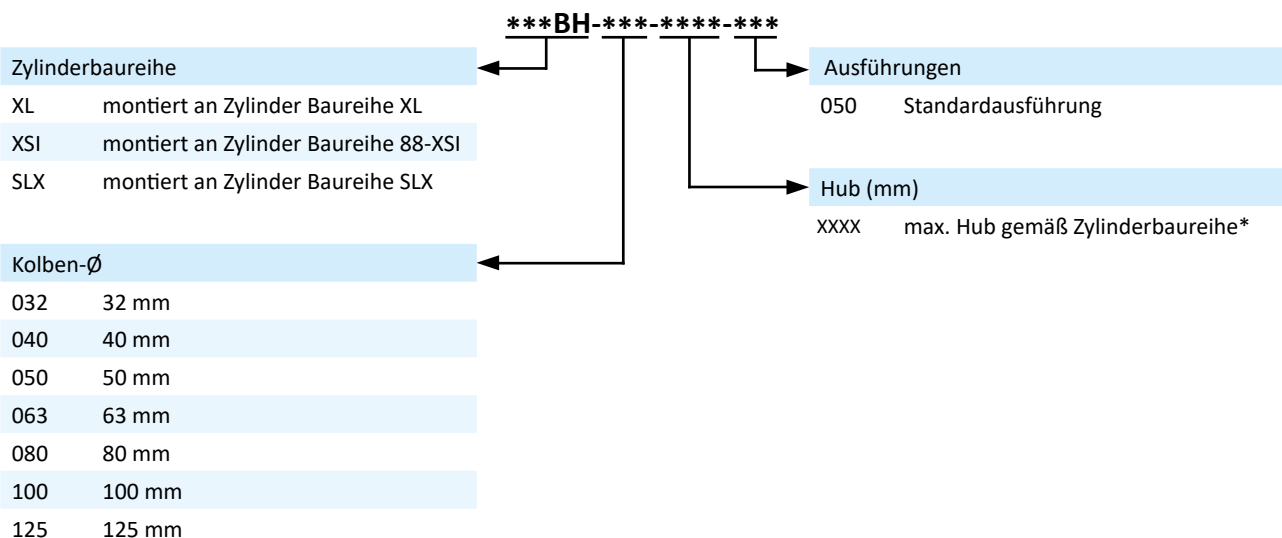 ***BH-***-****-***
Zylinderbaureihe
XL montiert an Zylinder Baureihe XL
XSI montiert an Zylinder Baureihe 88-XSI
SLX montiert an Zylinder Baureihe SLX
Kolben-Ø
032 32 mm
040 40 mm
050 50 mm
063 63 mm
080 80 mm
100 100 mm
125 125 mm
Ausführungen
050 Standardausführung
Hub (mm)
XXXX max. Hub gemäß Zylinderbaureihe*